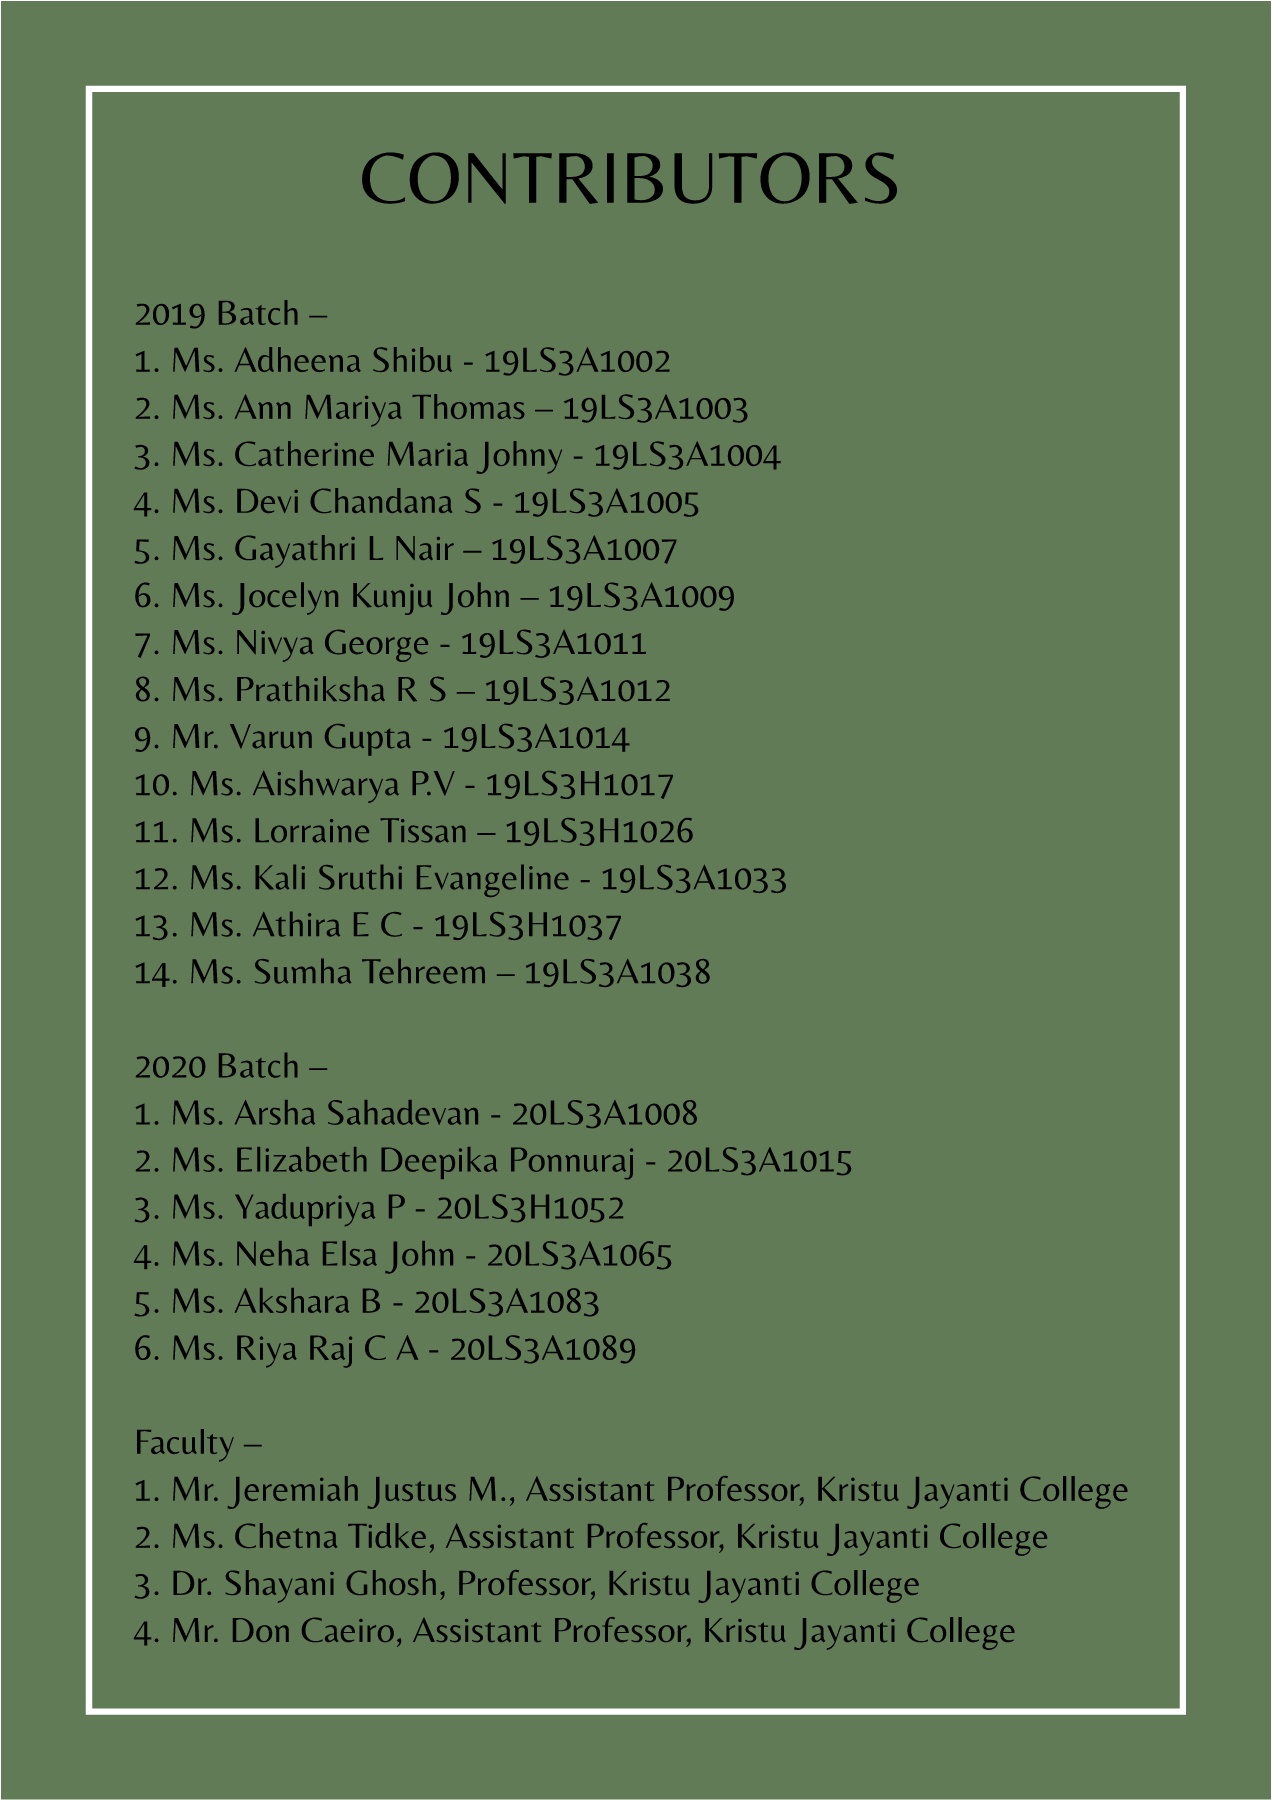 CONTRIBUTORS
2019 Batch –
1. Ms. Adheena Shibu - 19LS3A1002
2. Ms. Ann Mariya Thomas – 19LS3A1003
3. Ms. Catherine Maria Johny - 19LS3A1004
4. Ms. Devi Chandana S - 19LS3A1005
5. Ms. Gayathri L Nair – 19LS3A1007
6. Ms. Jocelyn Kunju John – 19LS3A1009
7. Ms. Nivya George - 19LS3A1011
8. Ms. Prathiksha R S – 19LS3A1012
9. Mr. Varun Gupta - 19LS3A1014
10. Ms. Aishwarya P.V - 19LS3H1017
11. Ms. Lorraine Tissan – 19LS3H1026
12. Ms. Kali Sruthi Evangeline - 19LS3A1033
13. Ms. Athira E C - 19LS3H1037
14. Ms. Sumha Tehreem – 19LS3A1038
2020 Batch –
1. Ms. Arsha Sahadevan - 20LS3A1008
2. Ms. Elizabeth Deepika Ponnuraj - 20LS3A1015
3. Ms. Yadupriya P - 20LS3H1052
4. Ms. Neha Elsa John - 20LS3A1065
5. Ms. Akshara B - 20LS3A1083
6. Ms. Riya Raj C A - 20LS3A1089
Faculty –
1. Mr. Jeremiah Justus M., Assistant Professor, Kristu Jayanti College
2. Ms. Chetna Tidke, Assistant Professor, Kristu Jayanti College
3. Dr. Shayani Ghosh, Professor, Kristu Jayanti College
4. Mr. Don Caeiro, Assistant Professor, Kristu Jayanti College